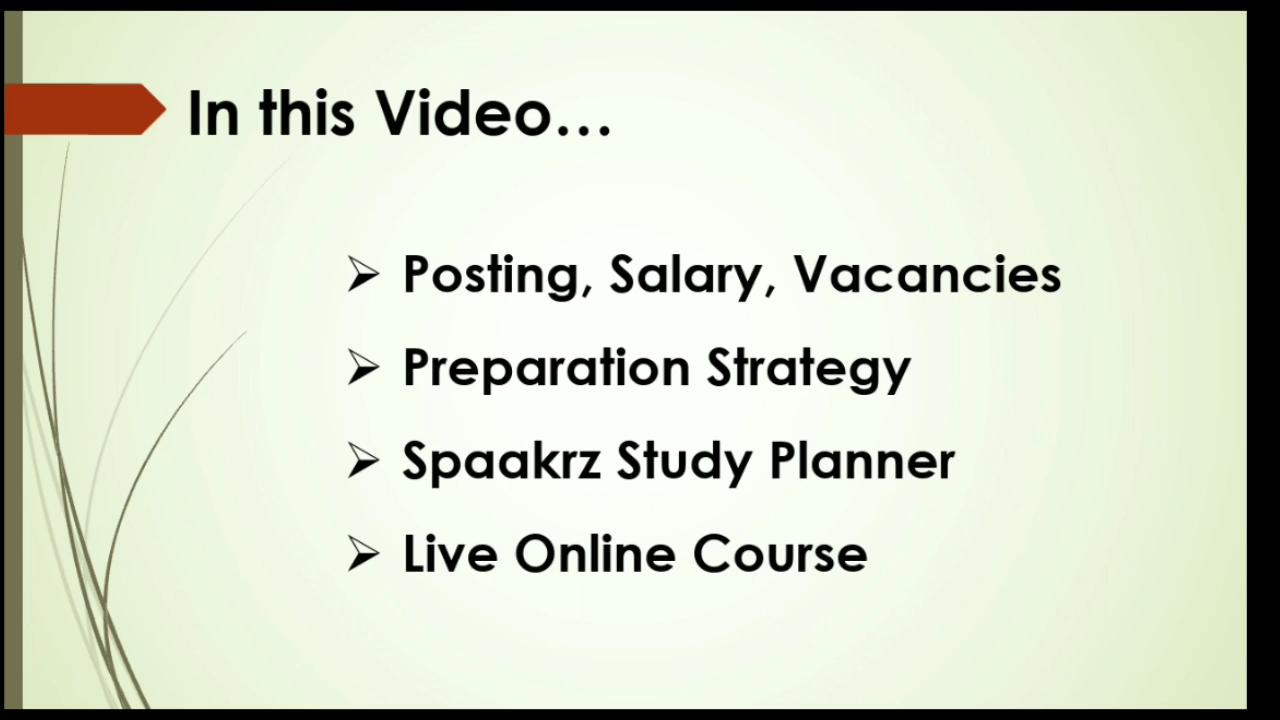 In this Video...
➢ Posting, Salary, Vacancies
➢ Preparation Strategy
➢ Spaakrz Study Planner
➢ Live Online Course